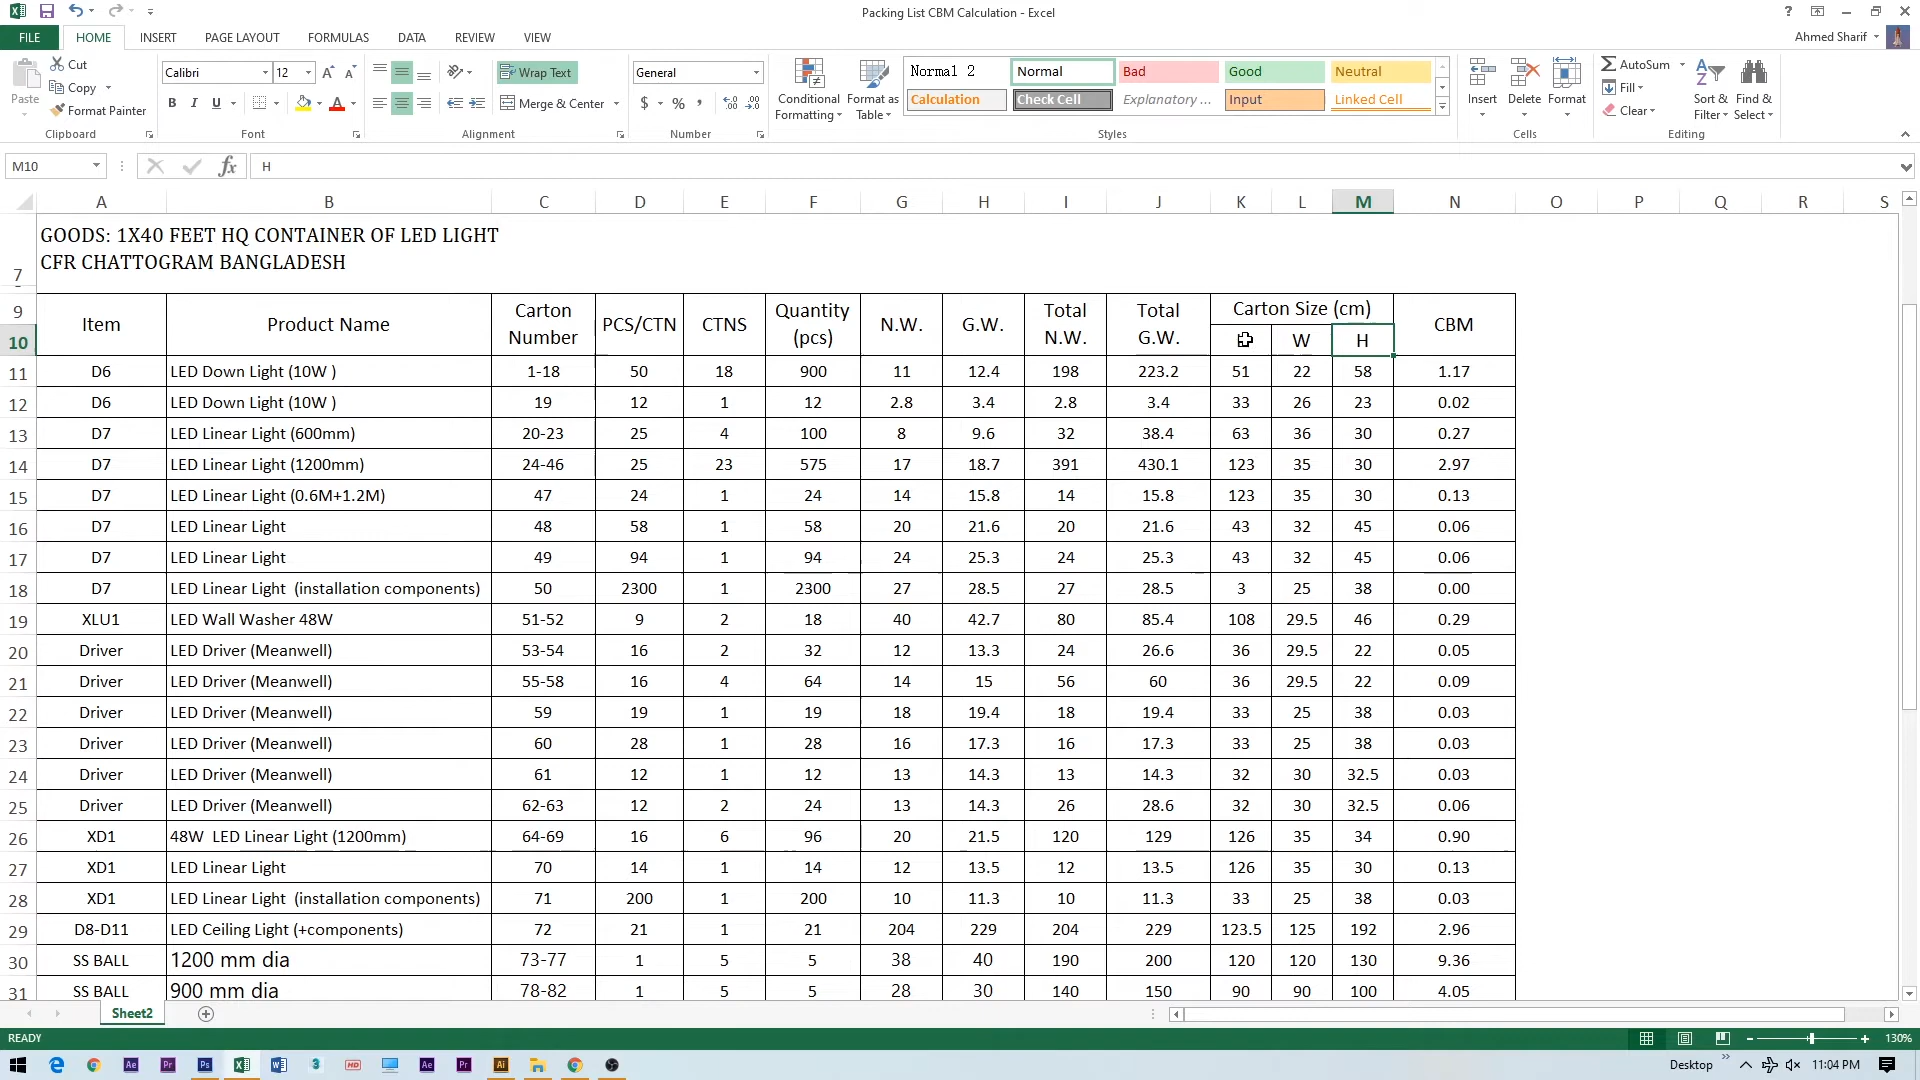 Packing List CBM Calculation - Excel
FILE HOME INSERT PAGE LAYOUT FORMULAS DATA REVIEW VIEW Ahmed Sharif
Paste Cut Copy Format Painter
Calibri 12
B I U
Wrap Text
Merge & Center
General
$ %
Conditional Formatting
Format as Table
Normal 2 Normal Bad Good Neutral
Calculation Check Cell Explanatory ... Input Linked Cell
Insert Delete Format
AutoSum
Fill
Clear
Sort & Filter
Find & Select
Clipboard Font Alignment Number Styles Cells Editing
M10 fx H
A B C D E F G H I J K L M N O P Q R S
GOODS: 1X40 FEET HQ CONTAINER OF LED LIGHT
7 CFR CHATTOGRAM BANGLADESH
9 Item Product Name Carton Number PCS/CTN CTNS Quantity (pcs) N.W. G.W. Total N.W. Total G.W. Carton Size (cm) CBM
10 W H
11 D6 LED Down Light (10W ) 1-18 50 18 900 11 12.4 198 223.2 51 22 58 1.17
12 D6 LED Down Light (10W ) 19 12 1 12 2.8 3.4 2.8 3.4 33 26 23 0.02
13 D7 LED Linear Light (600mm) 20-23 25 4 100 8 9.6 32 38.4 63 36 30 0.27
14 D7 LED Linear Light (1200mm) 24-46 25 23 575 17 18.7 391 430.1 123 35 30 2.97
15 D7 LED Linear Light (0.6M+1.2M) 47 24 1 24 14 15.8 14 15.8 123 35 30 0.13
16 D7 LED Linear Light 48 58 1 58 20 21.6 20 21.6 43 32 45 0.06
17 D7 LED Linear Light 49 94 1 94 24 25.3 24 25.3 43 32 45 0.06
18 D7 LED Linear Light (installation components) 50 2300 1 2300 27 28.5 27 28.5 3 25 38 0.00
19 XLU1 LED Wall Washer 48W 51-52 9 2 18 40 42.7 80 85.4 108 29.5 46 0.29
20 Driver LED Driver (Meanwell) 53-54 16 2 32 12 13.3 24 26.6 36 29.5 22 0.05
21 Driver LED Driver (Meanwell) 55-58 16 4 64 14 15 56 60 36 29.5 22 0.09
22 Driver LED Driver (Meanwell) 59 19 1 19 18 19.4 18 19.4 33 25 38 0.03
23 Driver LED Driver (Meanwell) 60 28 1 28 16 17.3 16 17.3 33 25 38 0.03
24 Driver LED Driver (Meanwell) 61 12 1 12 13 14.3 13 14.3 32 30 32.5 0.03
25 Driver LED Driver (Meanwell) 62-63 12 2 24 13 14.3 26 28.6 32 30 32.5 0.06
26 XD1 48W LED Linear Light (1200mm) 64-69 16 6 96 20 21.5 120 129 126 35 34 0.90
27 XD1 LED Linear Light 70 14 1 14 12 13.5 12 13.5 126 35 30 0.13
28 XD1 LED Linear Light (installation components) 71 200 1 200 10 11.3 10 11.3 33 25 38 0.03
29 D8-D11 LED Ceiling Light (+components) 72 21 1 21 204 229 204 229 123.5 125 192 2.96
30 SS BALL 1200 mm dia 73-77 1 5 5 38 40 190 200 120 120 130 9.36
31 SS BALL 900 mm dia 78-82 1 5 5 28 30 140 150 90 90 100 4.05
Sheet2
READY 130%
Desktop 11:04 PM